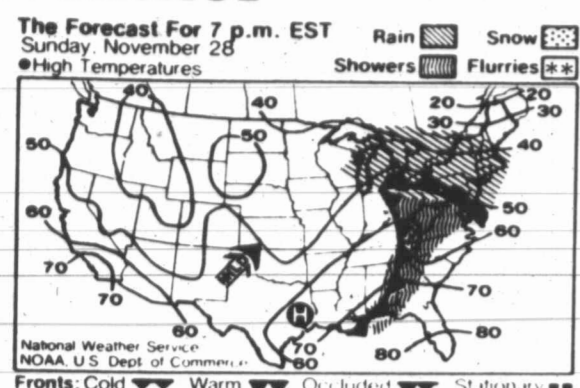 The Forecast For 7 p.m. EST
Sunday, November 28
●High Temperatures
Rain Snow
Showers Flurries
40
40
20 20
30 30
50
50
40
60
50
60
70
70
70
H
60
70
60
80
80
National Weather Service
NOAA, U.S. Dept. of Commerce
Fronts: Cold Warm Occluded Stationary